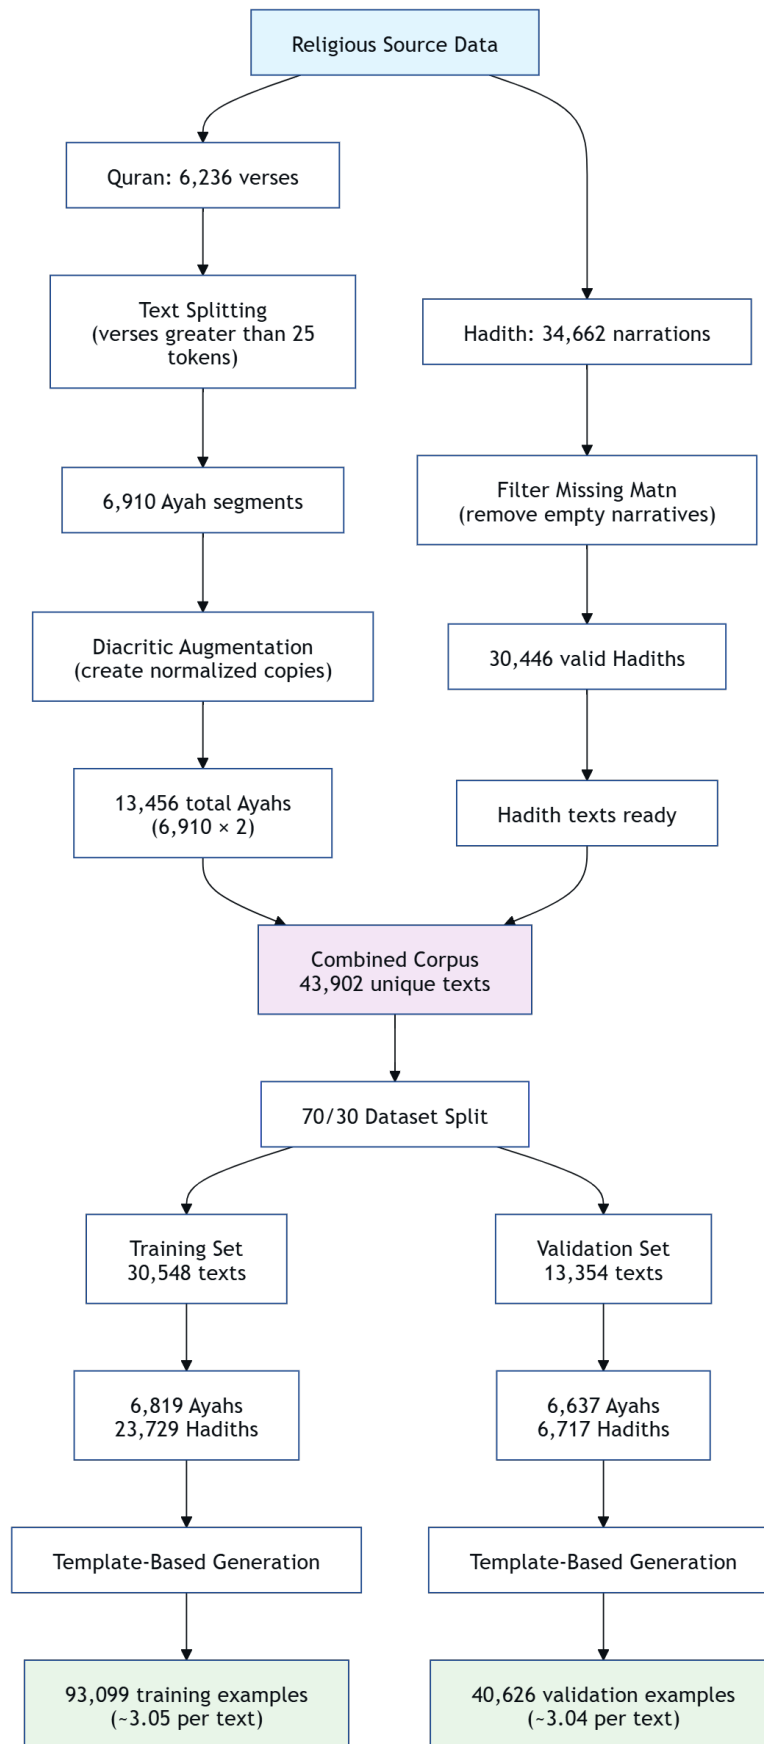 Religious Source Data
Quran: 6,236 verses
Text Splitting
(verses greater than 25
tokens)
Hadith: 34,662 narrations
6,910 Ayah segments
Filter Missing Matn
(remove empty narratives)
Diacritic Augmentation
(create normalized copies)
30,446 valid Hadiths
13,456 total Ayahs
(6,910 × 2)
Hadith texts ready
Combined Corpus
43,902 unique texts
70/30 Dataset Split
Training Set
30,548 texts
Validation Set
13,354 texts
6,819 Ayahs
23,729 Hadiths
6,637 Ayahs
6,717 Hadiths
Template-Based Generation
Template-Based Generation
93,099 training examples
(~3.05 per text)
40,626 validation examples
(~3.04 per text)